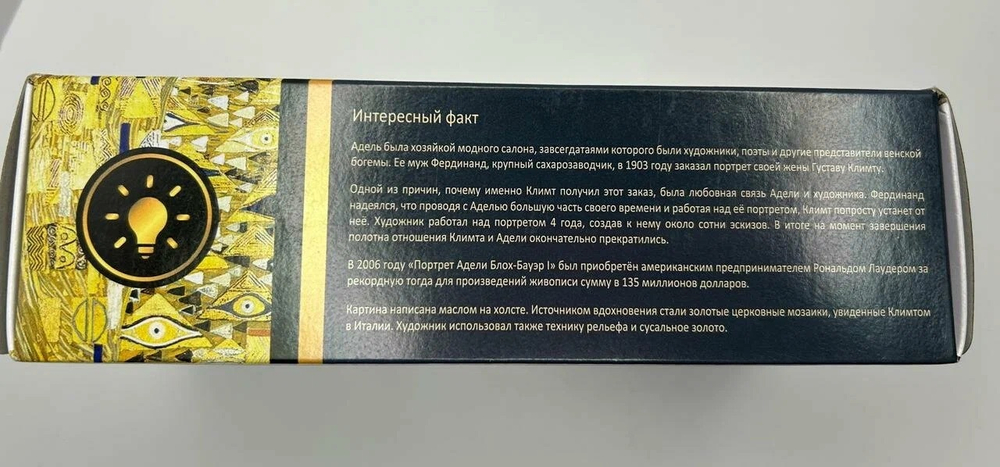 Интересный факт
Адель была хозяйкой модного салона, завсегдатаями которого были художники, поэты и другие представители венской
богемы. Ее муж Фердинанд, крупный сахарозаводчик, в 1903 году заказал портрет своей жены Густаву Климту.
Одной из причин, почему именно Климт получил этот заказ, была любовная связь Адели и художника. Фердинанд
надеялся, что проводя с Аделью большую часть своего времени и работая над её портретом, Климт попросту устанет от
неё. Художник работал над портретом 4 года, создав к нему около сотни эскизов. В итоге на момент завершения
полотна отношения Климта и Адели окончательно прекратились.
В 2006 году «Портрет Адели Блох-Бауэр I» был приобретён американским предпринимателем Рональдом Лаудером за
рекордную тогда для произведений живописи сумму в 135 миллионов долларов.
Картина написана маслом на холсте. Источником вдохновения стали золотые церковные мозаики, увиденные Климтом
в Италии. Художник использовал также технику рельефа и сусальное золото.